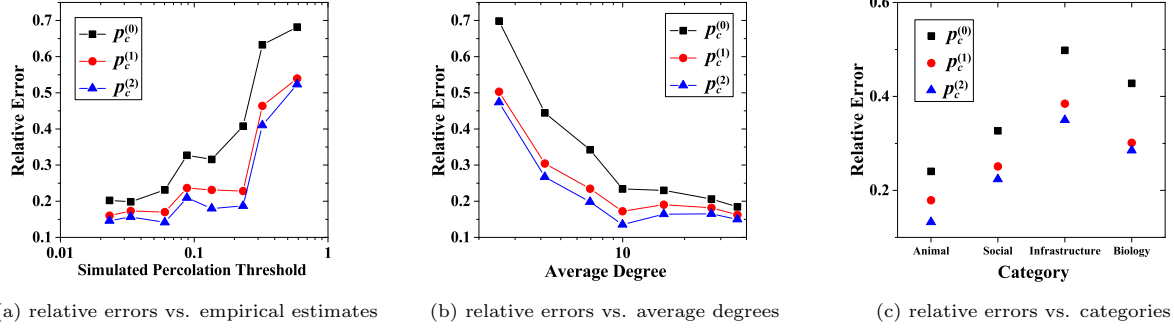 0.7
0.6
0.5
0.4
0.3
0.2
0.1
Relative Error
p_c^(0)
p_c^(1)
p_c^(2)
0.01
0.1
1
Simulated Percolation Threshold
(a) relative errors vs. empirical estimates
0.7
0.6
0.5
0.4
0.3
0.2
0.1
Relative Error
p_c^(0)
p_c^(1)
p_c^(2)
10
Average Degree
(b) relative errors vs. average degrees
0.6
0.4
0.2
Relative Error
p_c^(0)
p_c^(1)
p_c^(2)
Animal Social Infrastructure Biology
Category
(c) relative errors vs. categories